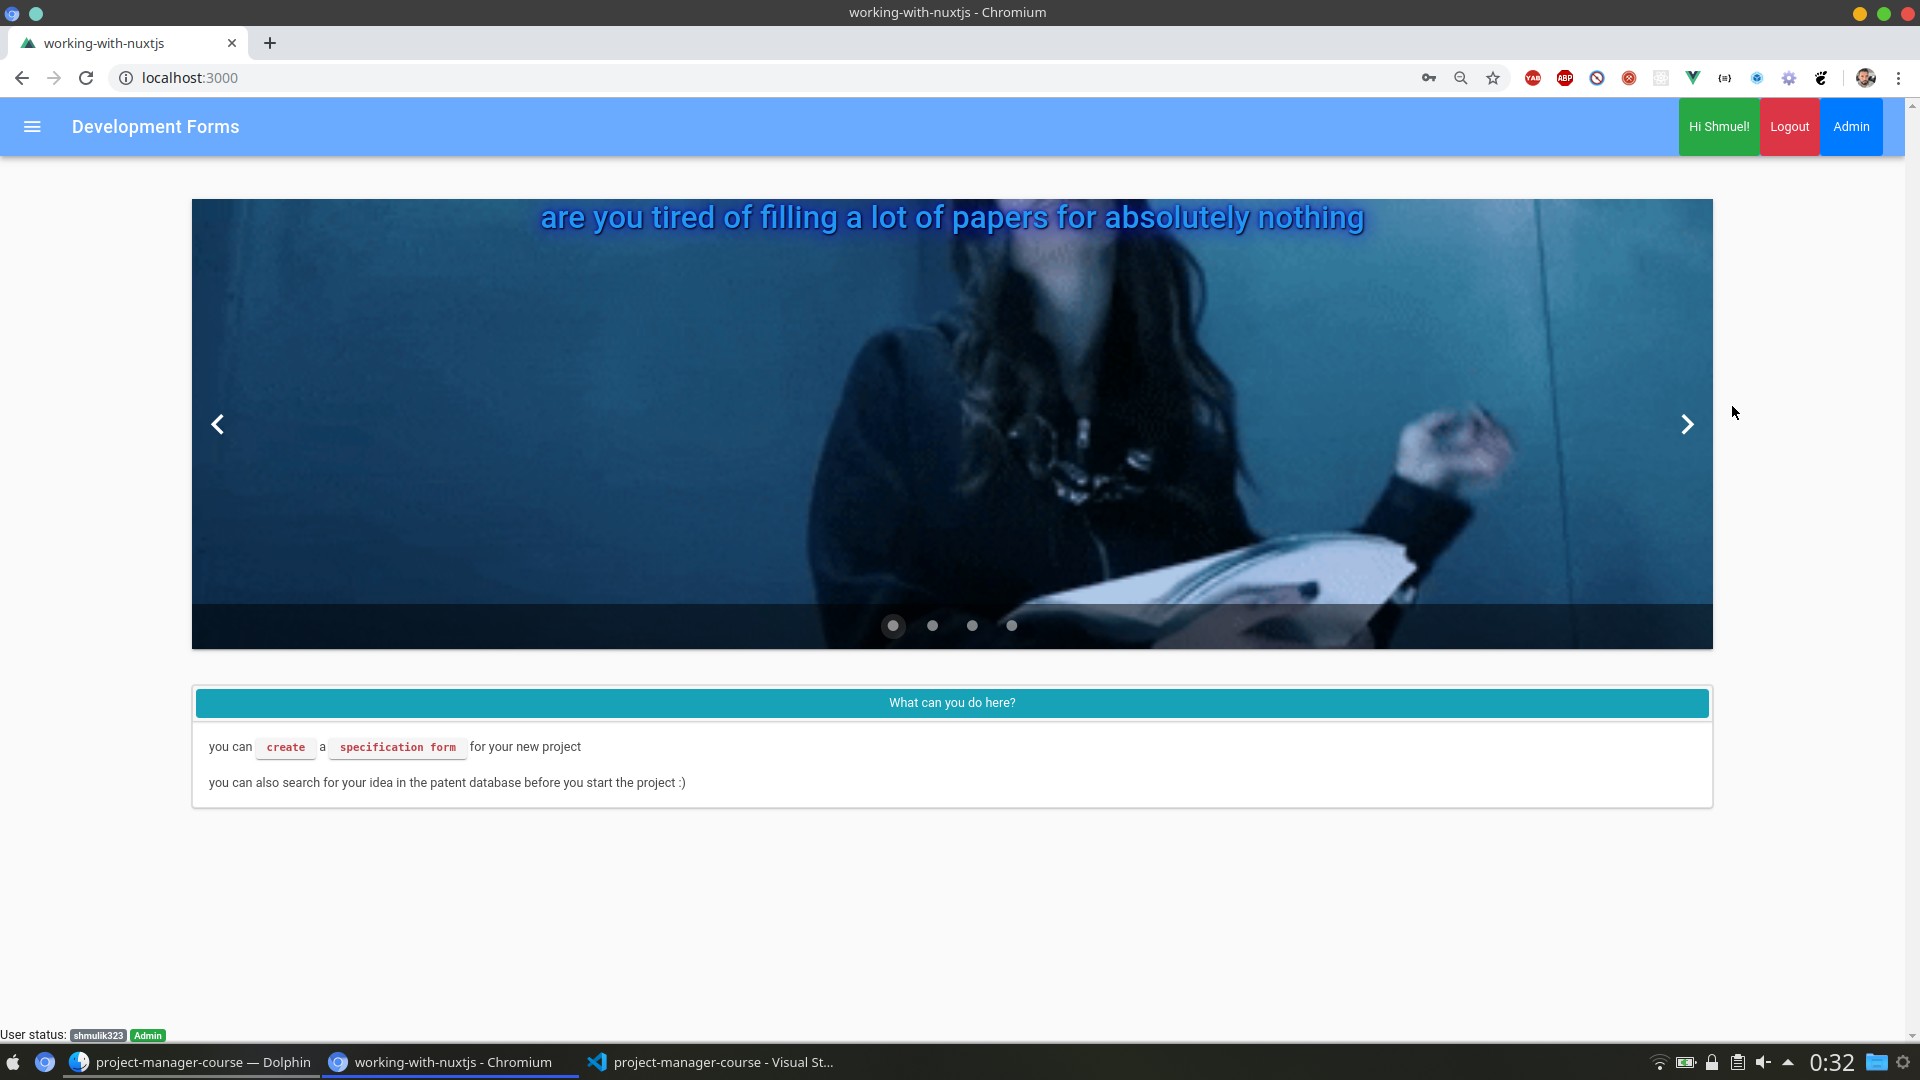 working-with-nuxtjs - Chromium
working-with-nuxtjs
localhost:3000
YAB
ABP
Development Forms
Hi Shmuel!
Logout
Admin
are you tired of filling a lot of papers for absolutely nothing
What can you do here?
you can create a specification form for your new project
you can also search for your idea in the patent database before you start the project :)
User status: shmulik323 Admin
project-manager-course — Dolphin
working-with-nuxtjs - Chromium
project-manager-course - Visual St...
0:32